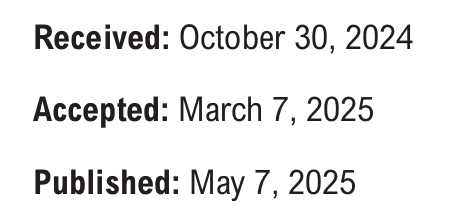 Received: October 30, 2024
Accepted: March 7, 2025
Published: May 7, 2025